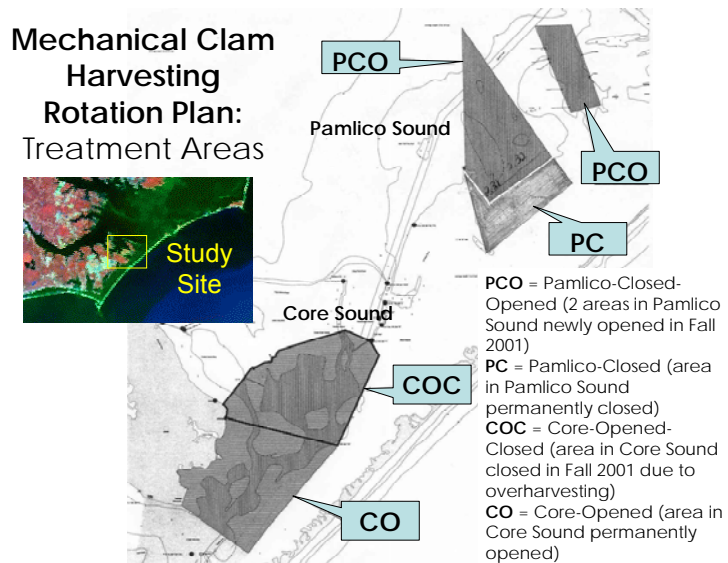 Mechanical Clam
Harvesting
Rotation Plan:
Treatment Areas
Study
Site
PCO
Pamlico Sound
PCO
PC
Core Sound
COC
CO
PCO = Pamlico-Closed-
Opened (2 areas in Pamlico
Sound newly opened in Fall
2001)
PC = Pamlico-Closed (area
in Pamlico Sound
permanently closed)
COC = Core-Opened-
Closed (area in Core Sound
closed in Fall 2001 due to
overharvesting)
CO = Core-Opened (area in
Core Sound permanently
opened)